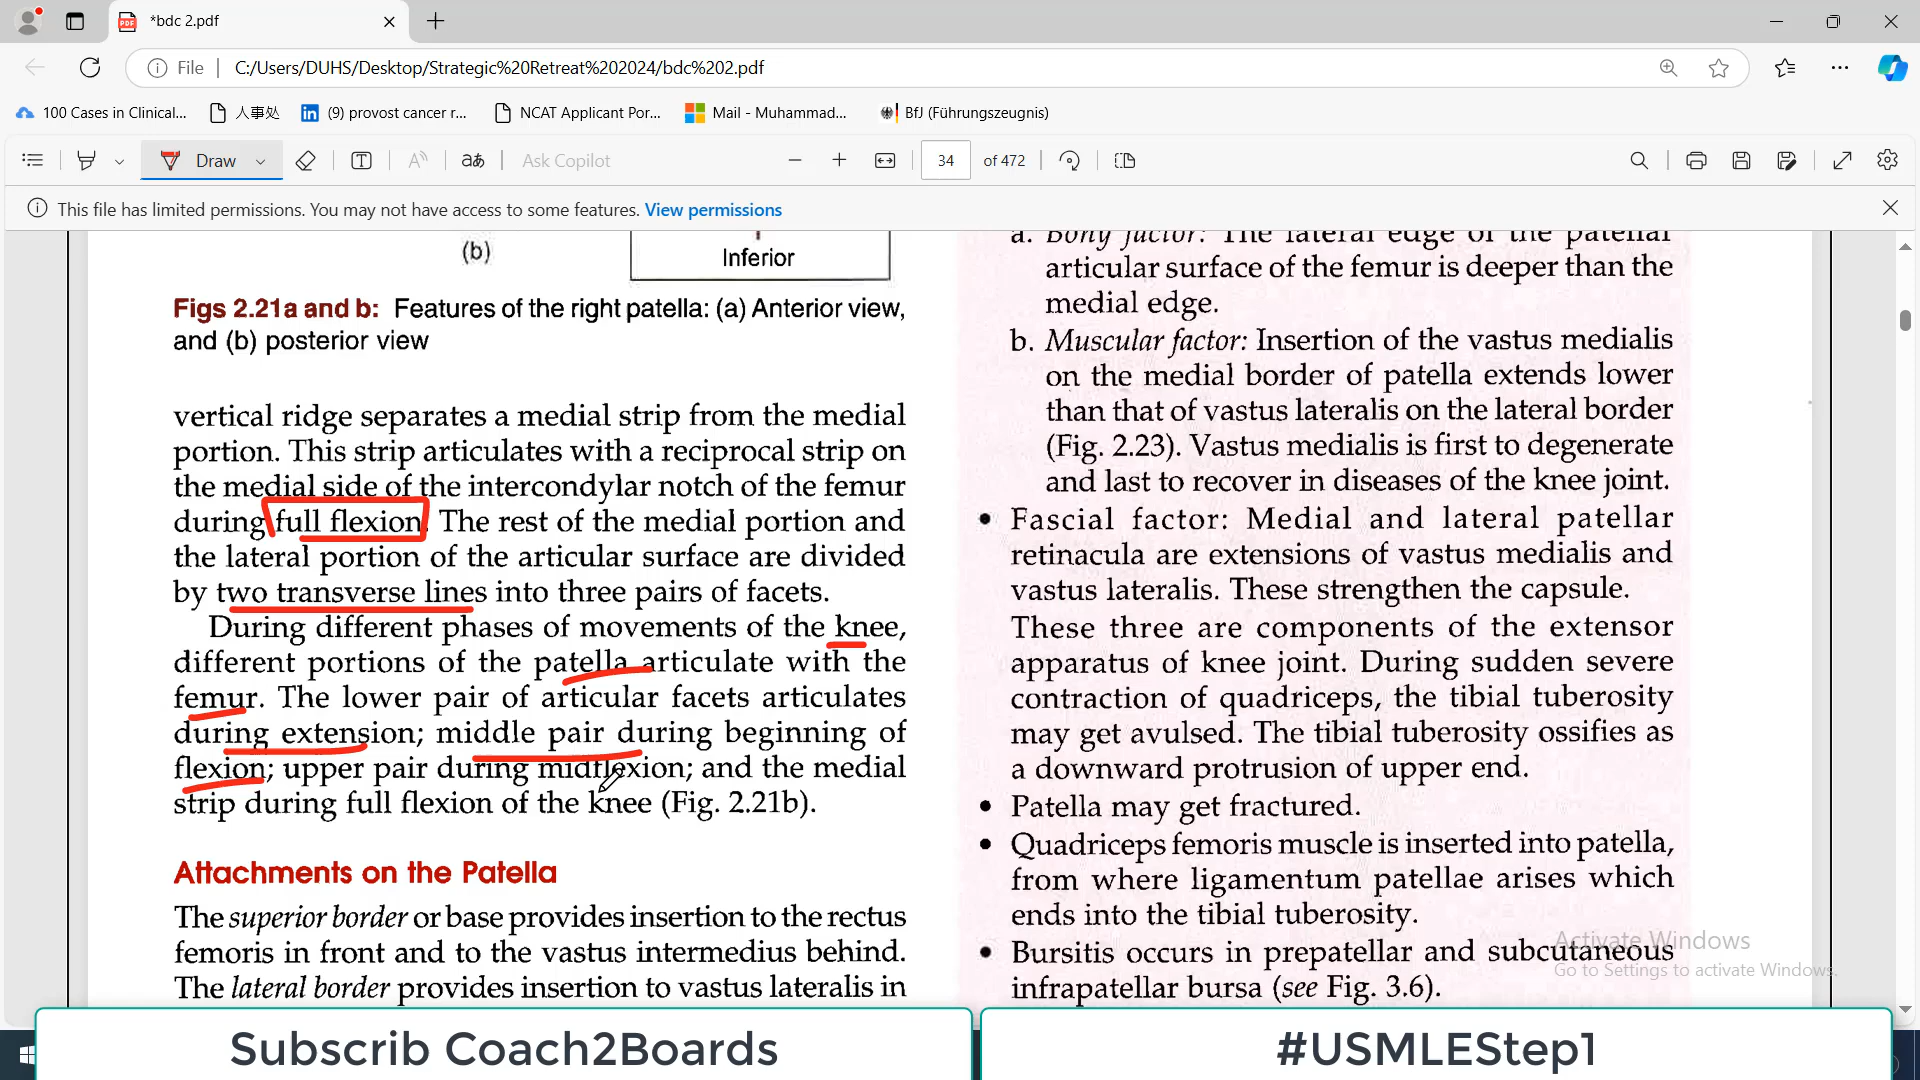 *bdc 2.pdf
File
C:/Users/DUHS/Desktop/Strategic%20Retreat%202024/bdc%202.pdf
100 Cases in Clinical...
人事处
(9) provost cancer r...
NCAT Applicant Por...
Mail - Muhammad...
BfJ (Führungszeugnis)
Draw
Ask Copilot
34
of 472
This file has limited permissions. You may not have access to some features. View permissions
(b)
Inferior
Figs 2.21a and b: Features of the right patella: (a) Anterior view,
and (b) posterior view
vertical ridge separates a medial strip from the medial
portion. This strip articulates with a reciprocal strip on
the medial side of the intercondylar notch of the femur
during full flexion. The rest of the medial portion and
the lateral portion of the articular surface are divided
by two transverse lines into three pairs of facets.
During different phases of movements of the knee,
different portions of the patella articulate with the
femur. The lower pair of articular facets articulates
during extension; middle pair during beginning of
flexion; upper pair during midflexion; and the medial
strip during full flexion of the knee (Fig. 2.21b).
Attachments on the Patella
The superior border or base provides insertion to the rectus
femoris in front and to the vastus intermedius behind.
The lateral border provides insertion to vastus lateralis in
a. Bony factor: The lateral edge of the patellar
articular surface of the femur is deeper than the
medial edge.
b. Muscular factor: Insertion of the vastus medialis
on the medial border of patella extends lower
than that of vastus lateralis on the lateral border
(Fig. 2.23). Vastus medialis is first to degenerate
and last to recover in diseases of the knee joint.
• Fascial factor: Medial and lateral patellar
retinacula are extensions of vastus medialis and
vastus lateralis. These strengthen the capsule.
These three are components of the extensor
apparatus of knee joint. During sudden severe
contraction of quadriceps, the tibial tuberosity
may get avulsed. The tibial tuberosity ossifies as
a downward protrusion of upper end.
• Patella may get fractured.
• Quadriceps femoris muscle is inserted into patella,
from where ligamentum patellae arises which
ends into the tibial tuberosity.
• Bursitis occurs in prepatellar and subcutaneous
infrapatellar bursa (see Fig. 3.6).
Activate Windows
Go to Settings to activate Windows.
Subscrib Coach2Boards
#USMLEStep1